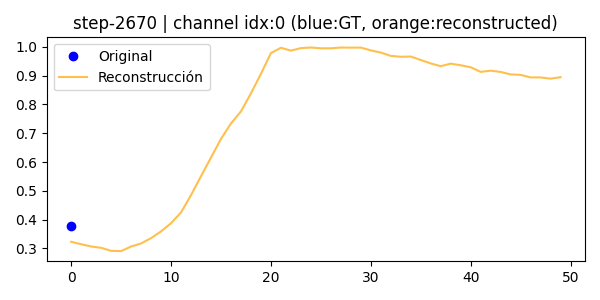 step-2670 | channel idx:0 (blue:GT, orange:reconstructed)
Original
Reconstrucción
1.0
0.9
0.8
0.7
0.6
0.5
0.4
0.3
0 10 20 30 40 50